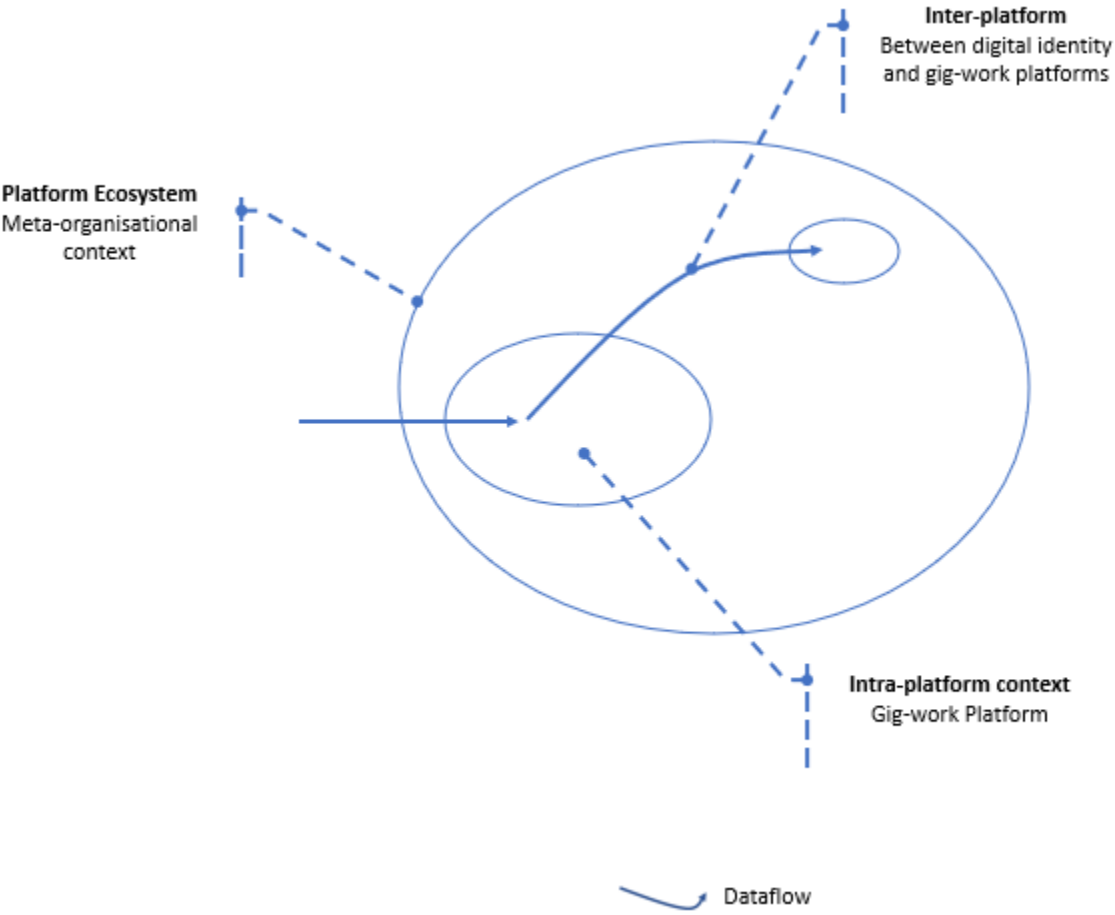 Inter-platform
Between digital identity
and gig-work platforms
Platform Ecosystem
Meta-organisational
context
Intra-platform context
Gig-work Platform
Dataflow